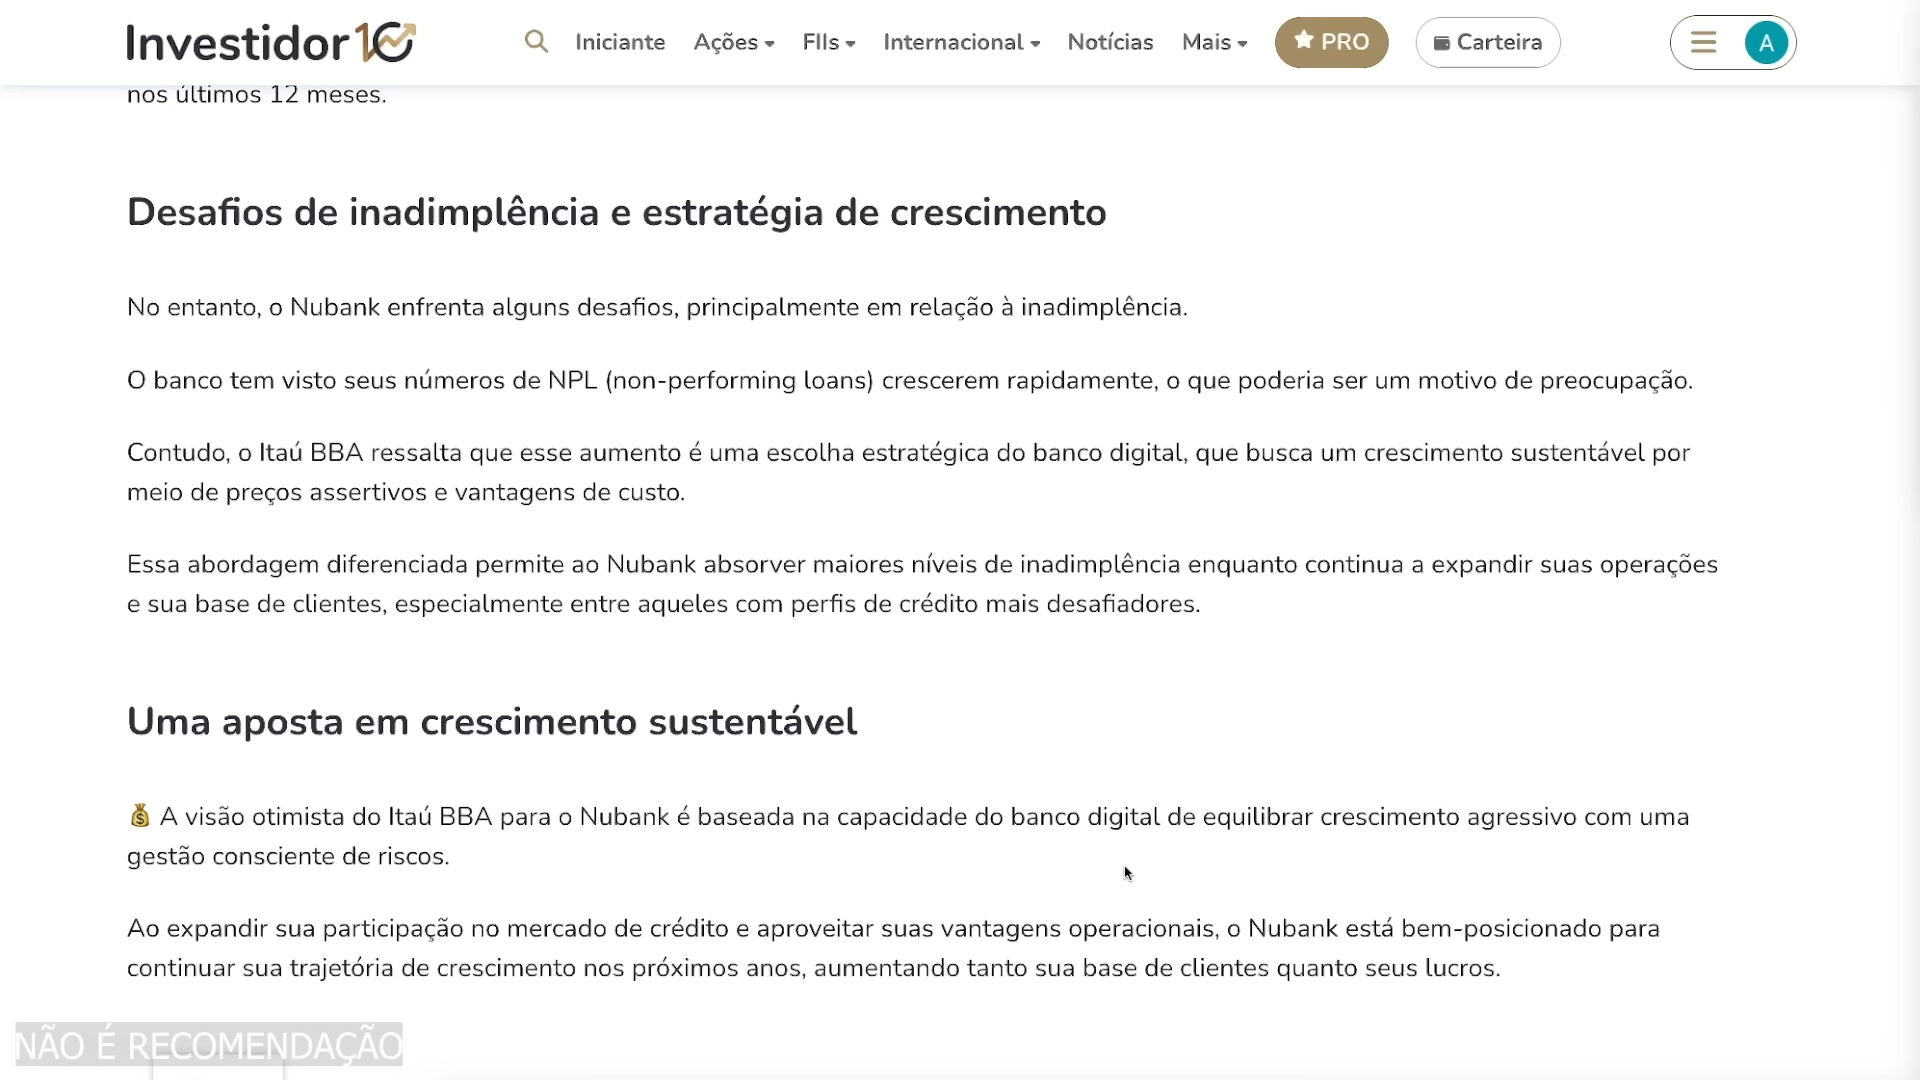 Investidor10
Iniciante Ações FIIs Internacional Notícias Mais PRO Carteira A
nos últimos 12 meses.
Desafios de inadimplência e estratégia de crescimento
No entanto, o Nubank enfrenta alguns desafios, principalmente em relação à inadimplência.
O banco tem visto seus números de NPL (non-performing loans) crescerem rapidamente, o que poderia ser um motivo de preocupação.
Contudo, o Itaú BBA ressalta que esse aumento é uma escolha estratégica do banco digital, que busca um crescimento sustentável por
meio de preços assertivos e vantagens de custo.
Essa abordagem diferenciada permite ao Nubank absorver maiores níveis de inadimplência enquanto continua a expandir suas operações
e sua base de clientes, especialmente entre aqueles com perfis de crédito mais desafiadores.
Uma aposta em crescimento sustentável
💰 A visão otimista do Itaú BBA para o Nubank é baseada na capacidade do banco digital de equilibrar crescimento agressivo com uma
gestão consciente de riscos.
Ao expandir sua participação no mercado de crédito e aproveitar suas vantagens operacionais, o Nubank está bem-posicionado para
continuar sua trajetória de crescimento nos próximos anos, aumentando tanto sua base de clientes quanto seus lucros.
NÃO É RECOMENDAÇÃO